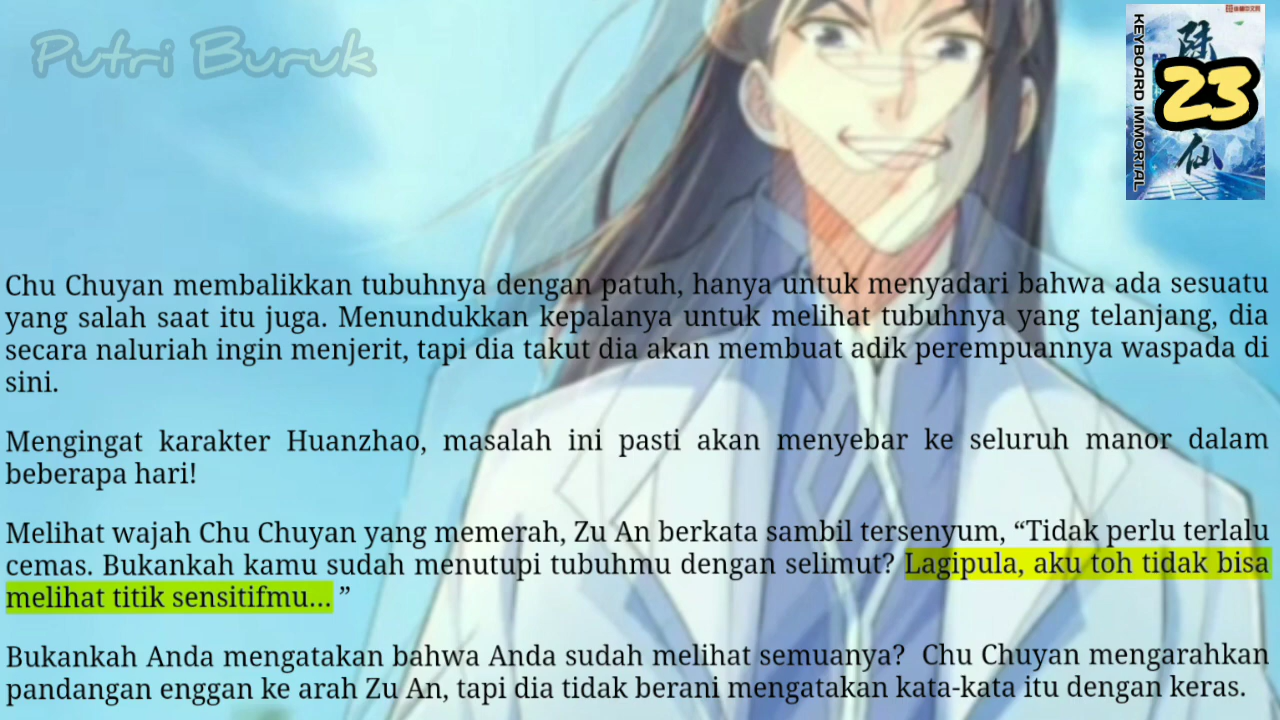 Putri Buruk
KEYBOARD IMMORTAL
陸
23
仙
Chu Chuyan membalikkan tubuhnya dengan patuh, hanya untuk menyadari bahwa ada sesuatu
yang salah saat itu juga. Menundukkan kepalanya untuk melihat tubuhnya yang telanjang, dia
secara naluriah ingin menjerit, tapi dia takut dia akan membuat adik perempuannya waspada di
sini.
Mengingat karakter Huanzhao, masalah ini pasti akan menyebar ke seluruh manor dalam
beberapa hari!
Melihat wajah Chu Chuyan yang memerah, Zu An berkata sambil tersenyum, “Tidak perlu terlalu
cemas. Bukankah kamu sudah menutupi tubuhmu dengan selimut? Lagipula, aku toh tidak bisa
melihat titik sensitifmu… ”
Bukankah Anda mengatakan bahwa Anda sudah melihat semuanya?  Chu Chuyan mengarahkan
pandangan enggan ke arah Zu An, tapi dia tidak berani mengatakan kata-kata itu dengan keras.